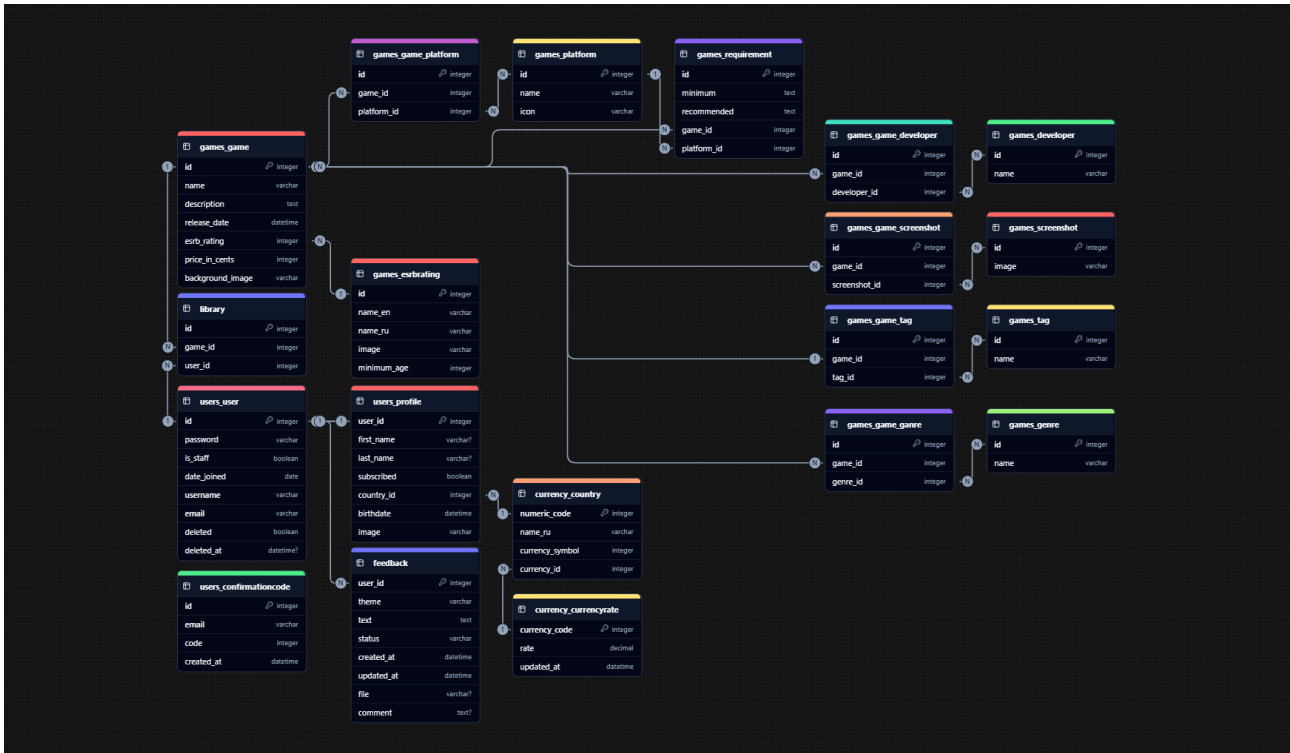 games_game_platform
id integer
game_id integer
platform_id integer
games_platform
id integer
name varchar
icon varchar
games_requirement
id integer
minimum text
recommended text
game_id integer
platform_id integer
games_game
id integer
name varchar
description text
release_date datetime
esrb_rating integer
price_in_cents integer
background_image varchar
library
id integer
game_id integer
user_id integer
games_esrbrating
id integer
name_en varchar
name_ru varchar
image varchar
minimum_age integer
users_user
id integer
password varchar
is_staff boolean
date_joined date
username varchar
email varchar
deleted boolean
deleted_at datetime?
users_profile
user_id integer
first_name varchar?
last_name varchar?
subscribed boolean
country_id integer
birthdate datetime
image varchar
users_confirmationcode
id integer
email varchar
code integer
created_at datetime
feedback
user_id integer
theme varchar
text text
status varchar
created_at datetime
updated_at datetime
file varchar?
comment text?
currency_country
numeric_code integer
name_ru varchar
currency_symbol integer
currency_id integer
currency_currencyrate
currency_code integer
rate decimal
updated_at datetime
games_game_developer
id integer
game_id integer
developer_id integer
games_developer
id integer
name varchar
games_game_screenshot
id integer
game_id integer
screenshot_id integer
games_screenshot
id integer
image varchar
games_game_tag
id integer
game_id integer
tag_id integer
games_tag
id integer
name varchar
games_game_ganre
id integer
game_id integer
genre_id integer
games_genre
id integer
name varchar